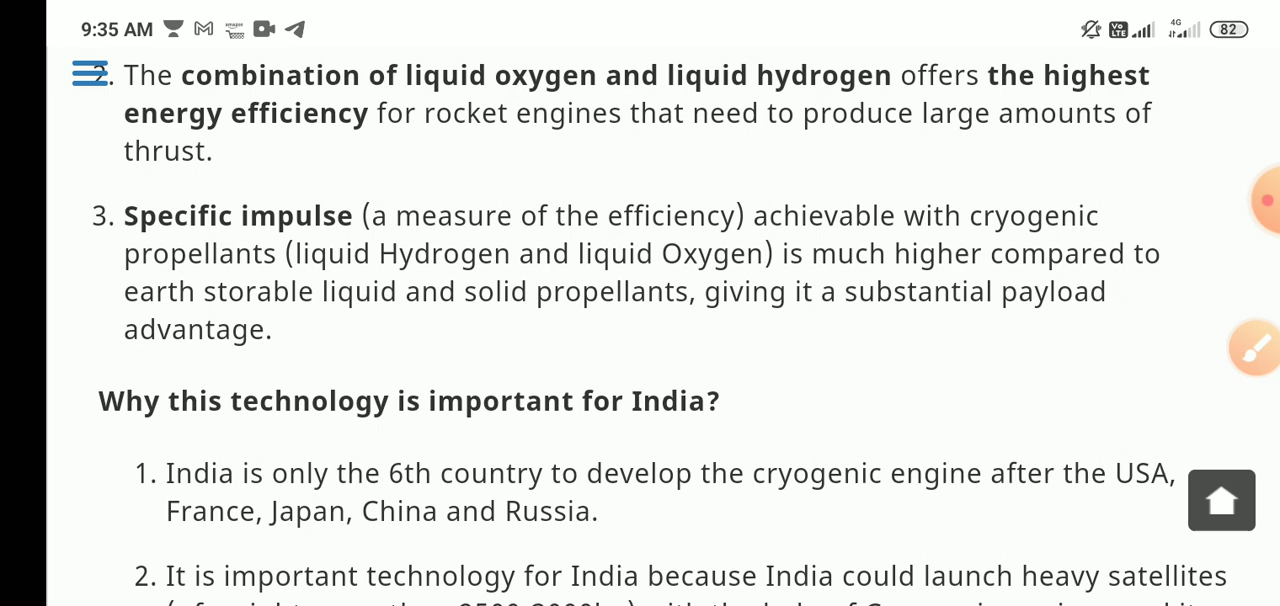 9:35 AM
amazon
Vo LTE
4G
82
2. The combination of liquid oxygen and liquid hydrogen offers the highest
energy efficiency for rocket engines that need to produce large amounts of
thrust.
3. Specific impulse (a measure of the efficiency) achievable with cryogenic
propellants (liquid Hydrogen and liquid Oxygen) is much higher compared to
earth storable liquid and solid propellants, giving it a substantial payload
advantage.
Why this technology is important for India?
1. India is only the 6th country to develop the cryogenic engine after the USA,
France, Japan, China and Russia.
2. It is important technology for India because India could launch heavy satellites